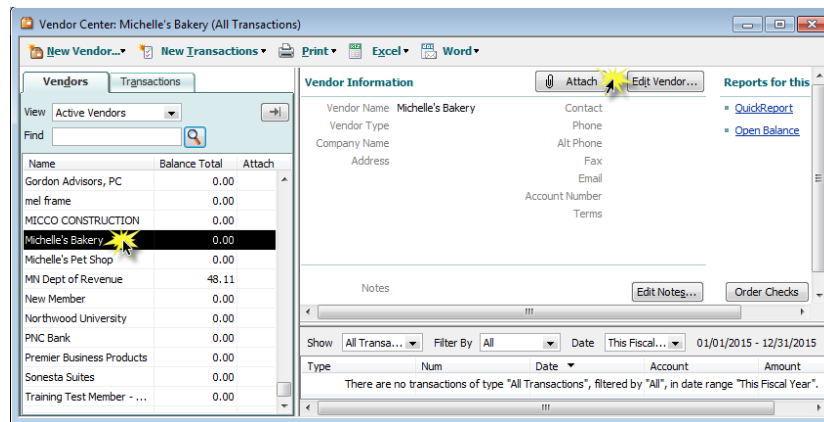 Vendor Center: Michelle's Bakery (All Transactions)
New Vendor... New Transactions Print Excel Word
Vendors Transactions
View Active Vendors
Find
Name Balance Total Attach
Gordon Advisors, PC 0.00
mel frame 0.00
MICCO CONSTRUCTION 0.00
Michelle's Bakery 0.00
Michelle's Pet Shop 0.00
MN Dept of Revenue 48.11
New Member 0.00
Northwood University 0.00
PNC Bank 0.00
Premier Business Products 0.00
Sonesta Suites 0.00
Training Test Member - ... 0.00
Vendor Information Attach Edit Vendor...
Vendor Name Michelle's Bakery Contact
Vendor Type Phone
Company Name Alt Phone
Address Fax
Email
Account Number
Terms
Notes Edit Notes...
Reports for this
QuickReport
Open Balance
Order Checks
Show All Transa... Filter By All Date This Fiscal... 01/01/2015 - 12/31/2015
Type Num Date Account Amount
There are no transactions of type "All Transactions", filtered by "All", in date range "This Fiscal Year".